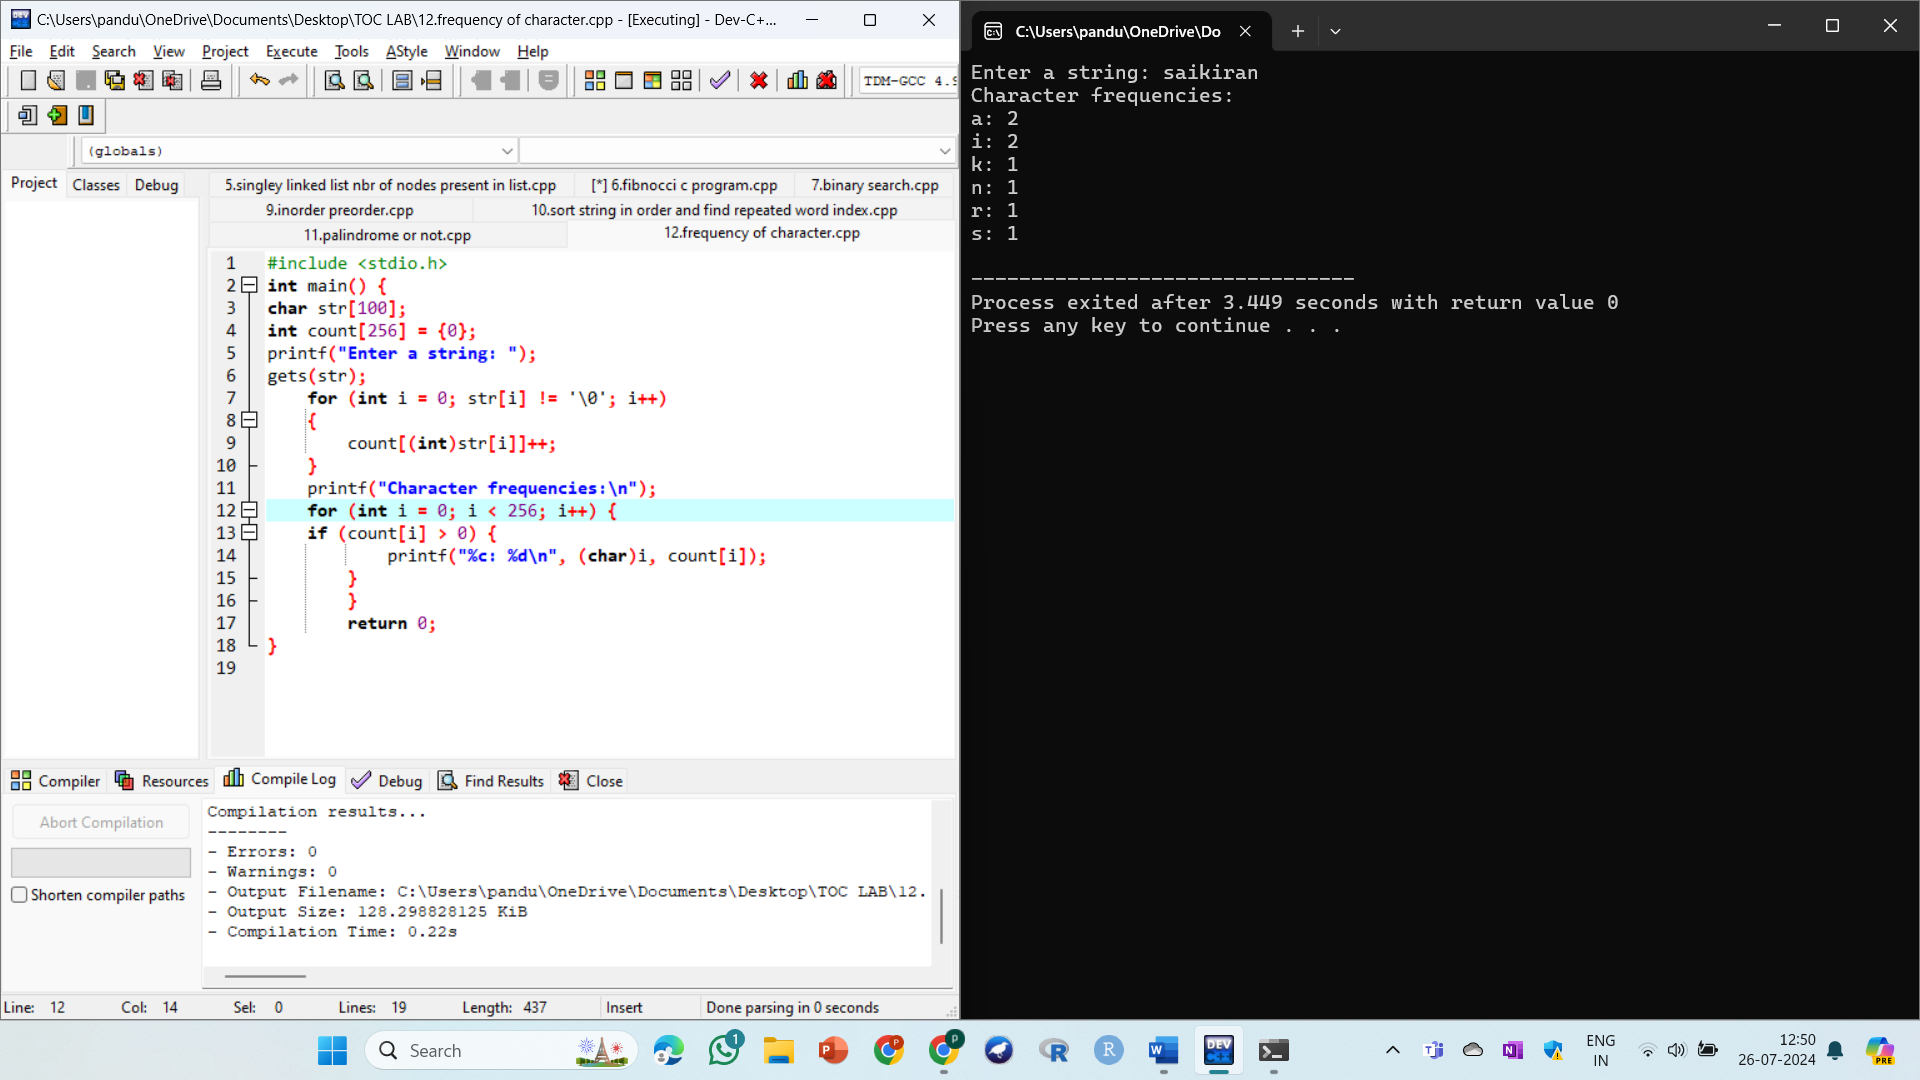 C:\Users\pandu\OneDrive\Documents\Desktop\TOC LAB\12.frequency of character.cpp - [Executing] - Dev-C+...
File Edit Search View Project Execute Tools AStyle Window Help
TDM-GCC 4.9
(globals)
Project Classes Debug
5.singley linked list nbr of nodes present in list.cpp [*] 6.fibnocci c program.cpp 7.binary search.cpp
9.inorder preorder.cpp 10.sort string in order and find repeated word index.cpp
11.palindrome or not.cpp 12.frequency of character.cpp
1 #include <stdio.h>
2 int main() {
3 char str[100];
4 int count[256] = {0};
5 printf("Enter a string: ");
6 gets(str);
7 for (int i = 0; str[i] != '\0'; i++)
8 {
9 count[(int)str[i]]++;
10 }
11 printf("Character frequencies:\n");
12 for (int i = 0; i < 256; i++) {
13 if (count[i] > 0) {
14 printf("%c: %d\n", (char)i, count[i]);
15 }
16 }
17 return 0;
18 }
19
Compiler Resources Compile Log Debug Find Results Close
Abort Compilation
Shorten compiler paths
Compilation results...
--------
- Errors: 0
- Warnings: 0
- Output Filename: C:\Users\pandu\OneDrive\Documents\Desktop\TOC LAB\12.
- Output Size: 128.298828125 KiB
- Compilation Time: 0.22s
Line: 12 Col: 14 Sel: 0 Lines: 19 Length: 437 Insert Done parsing in 0 seconds
C:\Users\pandu\OneDrive\Do
Enter a string: saikiran
Character frequencies:
a: 2
i: 2
k: 1
n: 1
r: 1
s: 1
--------------------------------
Process exited after 3.449 seconds with return value 0
Press any key to continue . . .
Search
1
P
P
P
R
R
W
DEV
C++
N
PRE
ENG
IN
12:50
26-07-2024